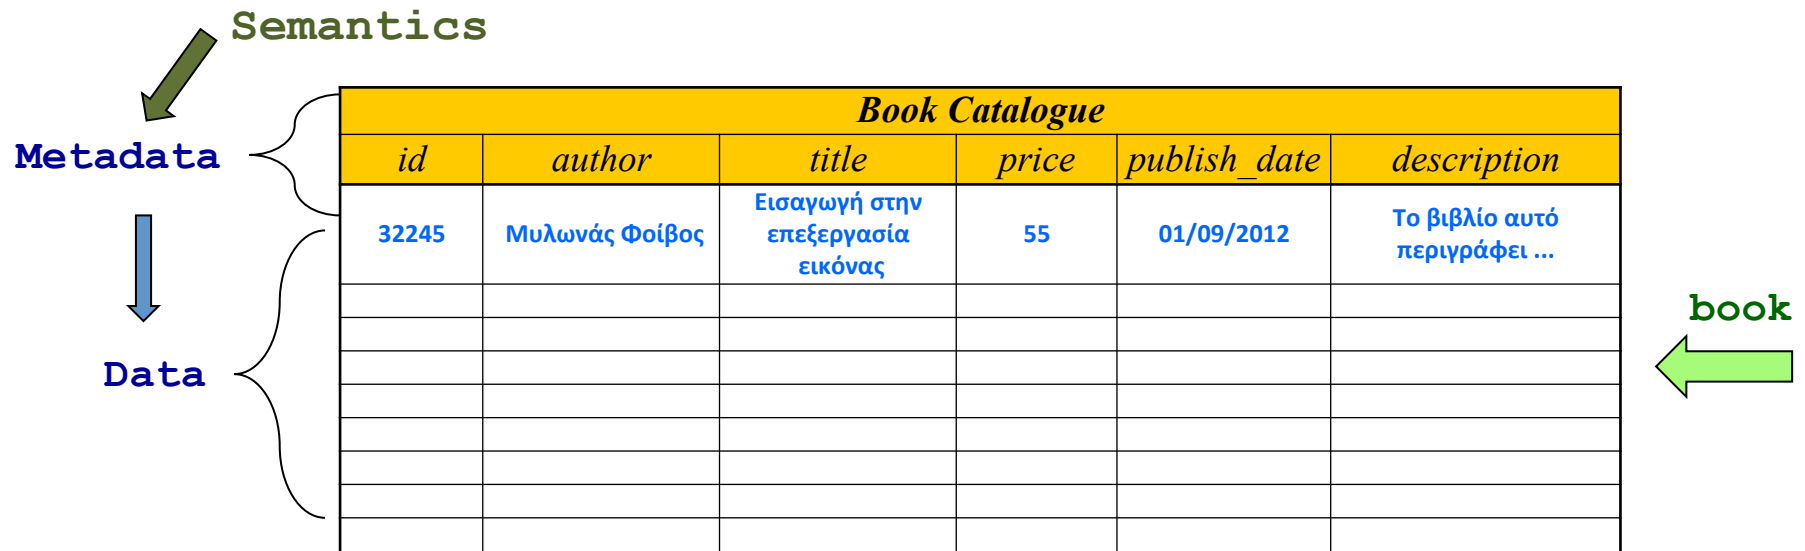 Semantics
Book Catalogue
Metadata
id author title price publish_date description
Εισαγωγή στην
επεξεργασία
εικόνας
32245 Μυλωνάς Φοίβος 55 01/09/2012
Το βιβλίο αυτό
περιγράφει ...
book
Data